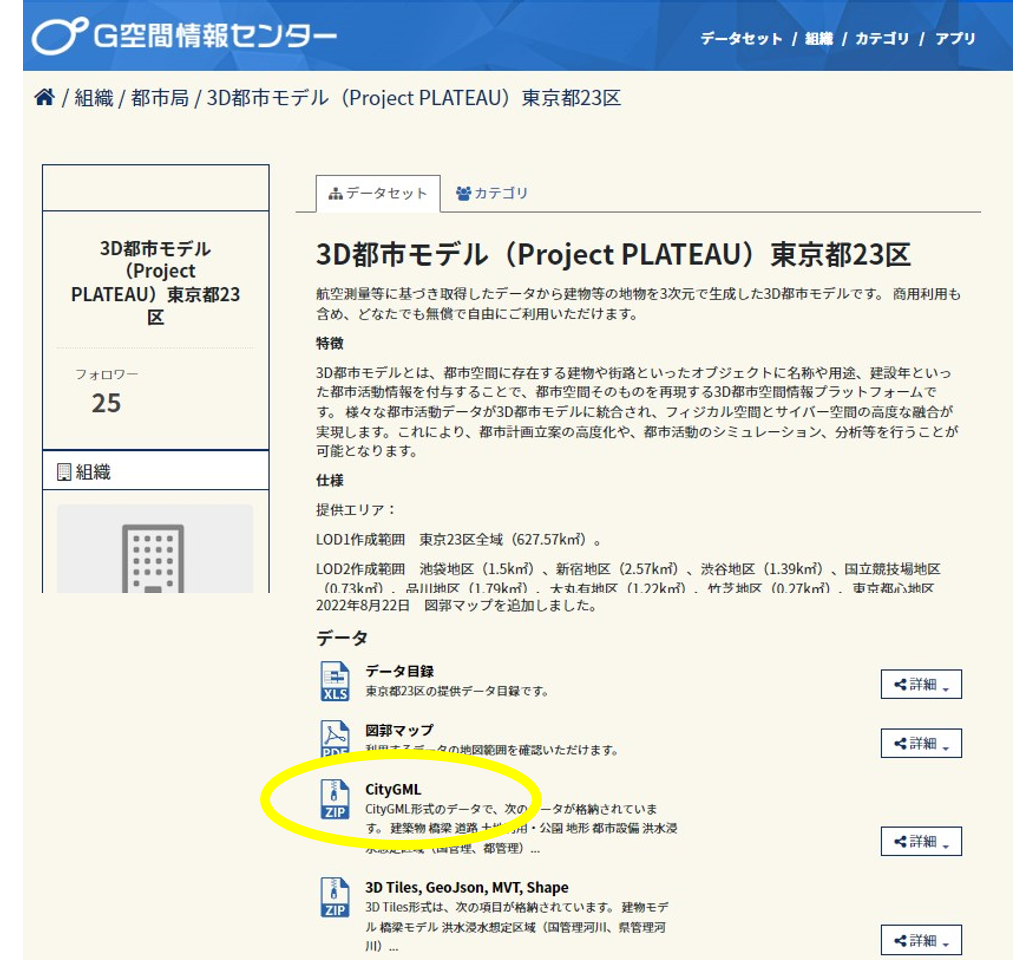 G空間情報センター
データセット / 組織 / カテゴリ / アプリ
/ 組織 / 都市局 / 3D都市モデル（Project PLATEAU）東京都23区
データセット
カテゴリ
3D都市モデル
（Project
PLATEAU）東京都23
区
フォロワー
25
組織
3D都市モデル（Project PLATEAU）東京都23区
航空測量等に基づき取得したデータから建物等の地物を3次元で生成した3D都市モデルです。 商用利用も
含め、どなたでも無償で自由にご利用いただけます。
特徴
3D都市モデルとは、都市空間に存在する建物や街路といったオブジェクトに名称や用途、建設年といっ
た都市活動情報を付与することで、都市空間そのものを再現する3D都市空間情報プラットフォームで
す。 様々な都市活動データが3D都市モデルに統合され、フィジカル空間とサイバー空間の高度な融合が
実現します。これにより、都市計画立案の高度化や、都市活動のシミュレーション、分析等を行うことが
可能となります。
仕様
提供エリア：
LOD1作成範囲　東京23区全域（627.57k㎡）。
LOD2作成範囲　池袋地区（1.5k㎡）、新宿地区（2.57k㎡）、渋谷地区（1.39k㎡）、国立競技場地区
（0.73k㎡）、品川地区（1.79k㎡）、大丸有地区（1.22k㎡）、竹芝地区（0.27k㎡）、東京都心地区
2022年8月22日　図郭マップを追加しました。
データ
XLS
データ目録
東京都23区の提供データ目録です。
詳細
PDF
図郭マップ
利用するデータの地図範囲を確認いただけます。
詳細
ZIP
CityGML
CityGML形式のデータで、次のデータが格納されていま
す。 建築物 橋梁 道路 土地利用・公園 地形 都市設備 洪水浸
水想定区域（国管理、都管理）...
詳細
ZIP
3D Tiles, GeoJson, MVT, Shape
3D Tiles形式は、次の項目が格納されています。 建物モデ
ル 橋梁モデル 洪水浸水想定区域（国管理河川、県管理河
川）...
詳細